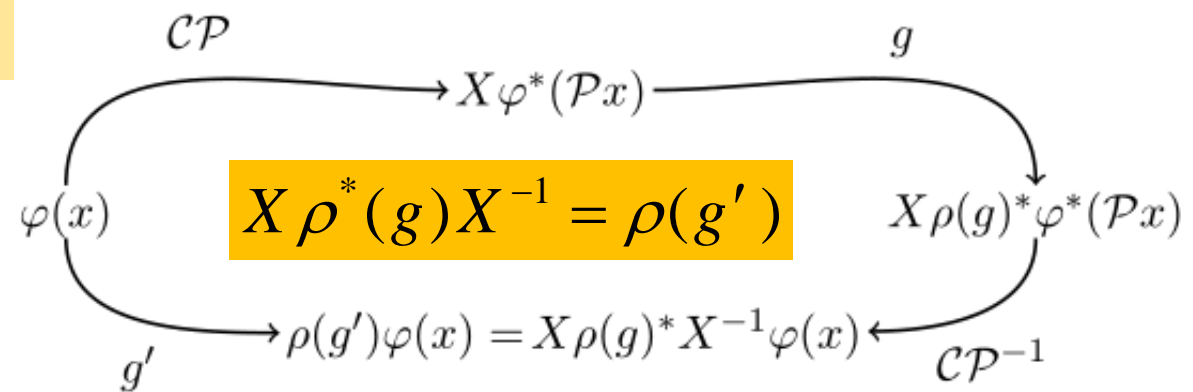 𝒞𝒫
g
Xφ*(𝒫x)
φ(x)
Xρ*(g)X⁻¹ = ρ(g′)
Xρ(g)*φ*(𝒫x)
ρ(g′)φ(x) = Xρ(g)*X⁻¹φ(x)
g′
𝒞𝒫⁻¹